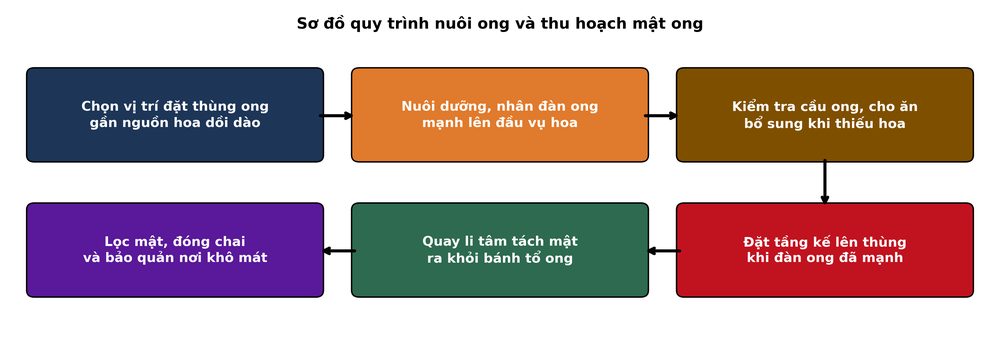 Sơ đồ quy trình nuôi ong và thu hoạch mật ong
Chọn vị trí đặt thùng ong
gần nguồn hoa dồi dào
Nuôi dưỡng, nhân đàn ong
mạnh lên đầu vụ hoa
Kiểm tra cầu ong, cho ăn
bổ sung khi thiếu hoa
Đặt tầng kế lên thùng
khi đàn ong đã mạnh
Quay li tâm tách mật
ra khỏi bánh tổ ong
Lọc mật, đóng chai
và bảo quản nơi khô mát